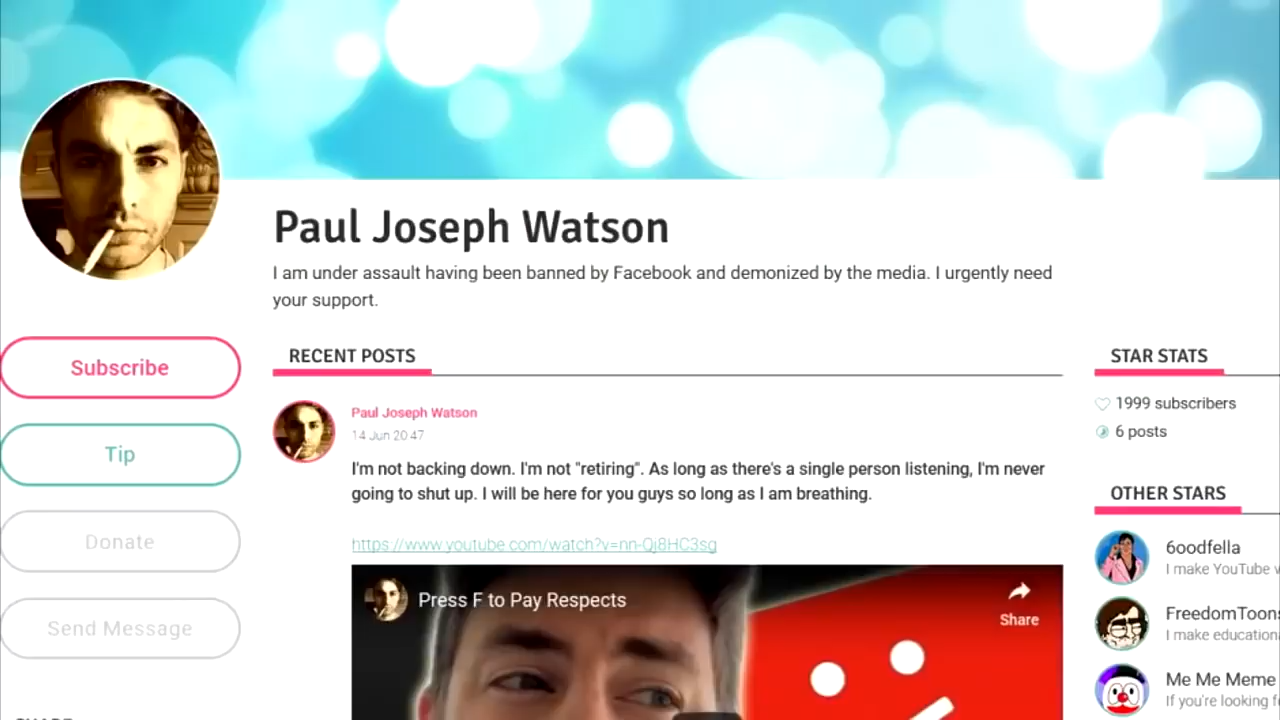 Paul Joseph Watson
I am under assault having been banned by Facebook and demonized by the media. I urgently need
your support.
Subscribe
Tip
Donate
Send Message
RECENT POSTS
Paul Joseph Watson
14 Jun 20:47
I'm not backing down. I'm not "retiring". As long as there's a single person listening, I'm never
going to shut up. I will be here for you guys so long as I am breathing.
https://www.youtube.com/watch?v=nn-Qj8HC3sg
Press F to Pay Respects
Share
STAR STATS
1999 subscribers
6 posts
OTHER STARS
6oodfella
I make YouTube v
FreedomToons
I make educationa
Me Me Meme
If you're looking f